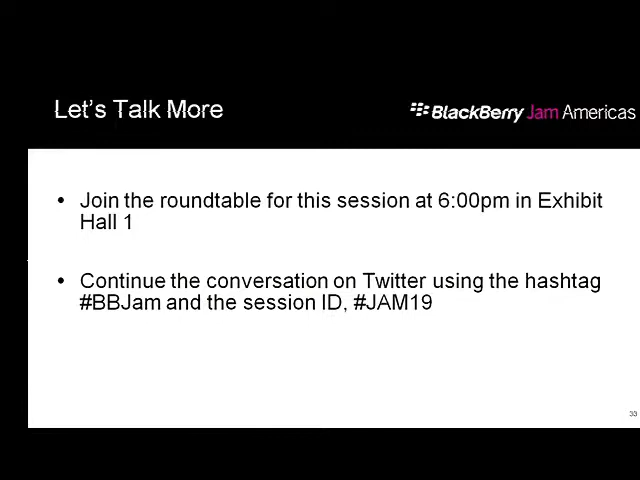 Let's Talk More
BlackBerry Jam Americas
• Join the roundtable for this session at 6:00pm in Exhibit
Hall 1
• Continue the conversation on Twitter using the hashtag
#BBJam and the session ID, #JAM19
33